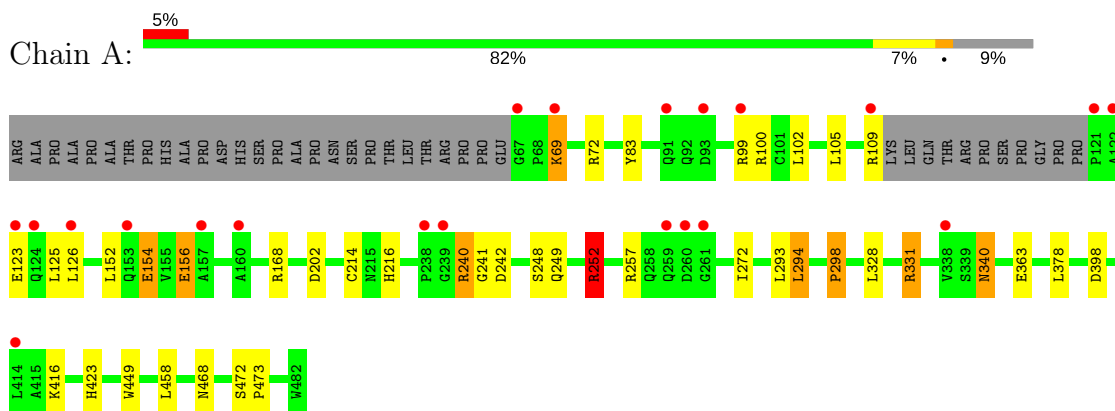 5%
Chain A:
82% 7% • 9%
ARG ALA PRO ALA PRO ALA THR PRO HIS ALA PRO ASP HIS SER PRO ALA PRO ASN SER PRO THR LEU THR ARG PRO PRO GLU G67 P68 K69 R72 Y83 Q91 Q92 D93 R99 R100 C101 L102 L105 R109 LYS LEU GLN THR ARG PRO SER PRO GLY PRO PRO P121 A122
E123 Q124 L125 L126 L152 Q153 E154 V155 E156 A157 A160 R168 D202 C214 N215 H216 P238 G239 R240 G241 D242 S248 Q249 R252 R257 Q258 Q259 D260 G261 I272 L293 L294 P298 L328 R331 V338 S339 N340 E363 L378 D398
L414 A415 K416 H423 W449 L458 N468 S472 P473 W482